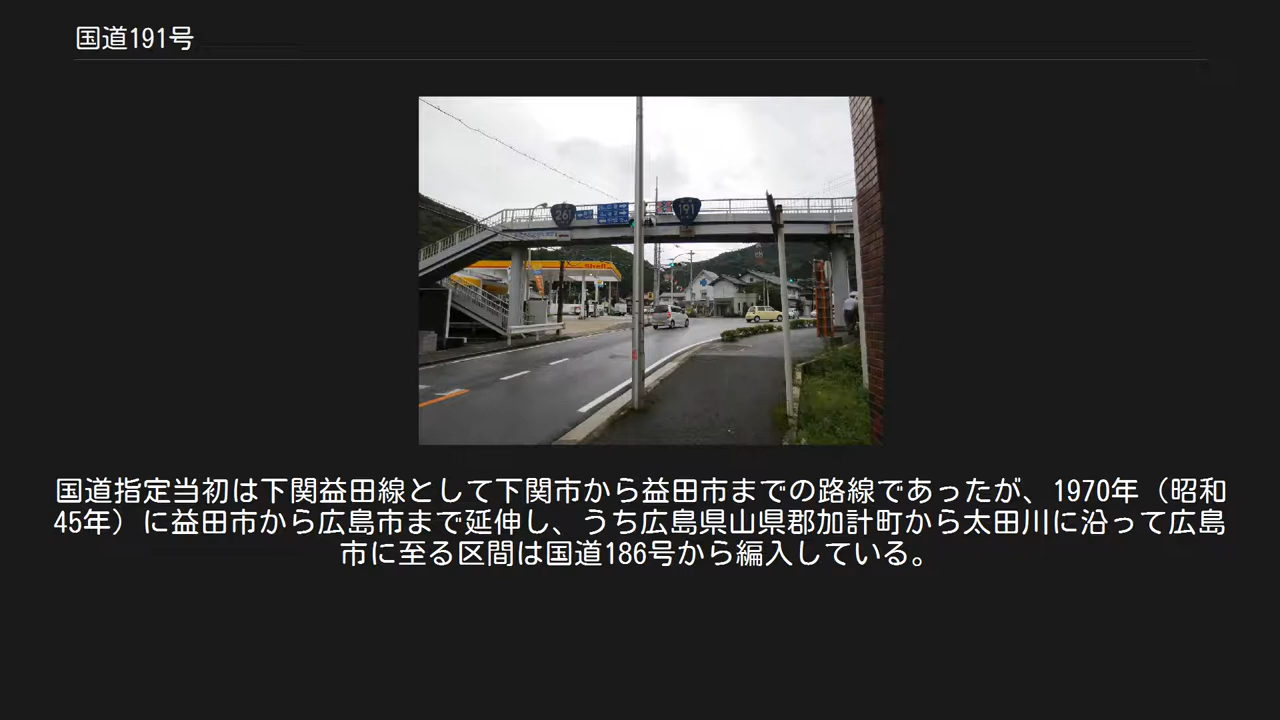 国道191号
261
191
Shell
国道指定当初は下関益田線として下関市から益田市までの路線であったが、1970年（昭和
45年）に益田市から広島市まで延伸し、うち広島県山県郡加計町から太田川に沿って広島
市に至る区間は国道186号から編入している。